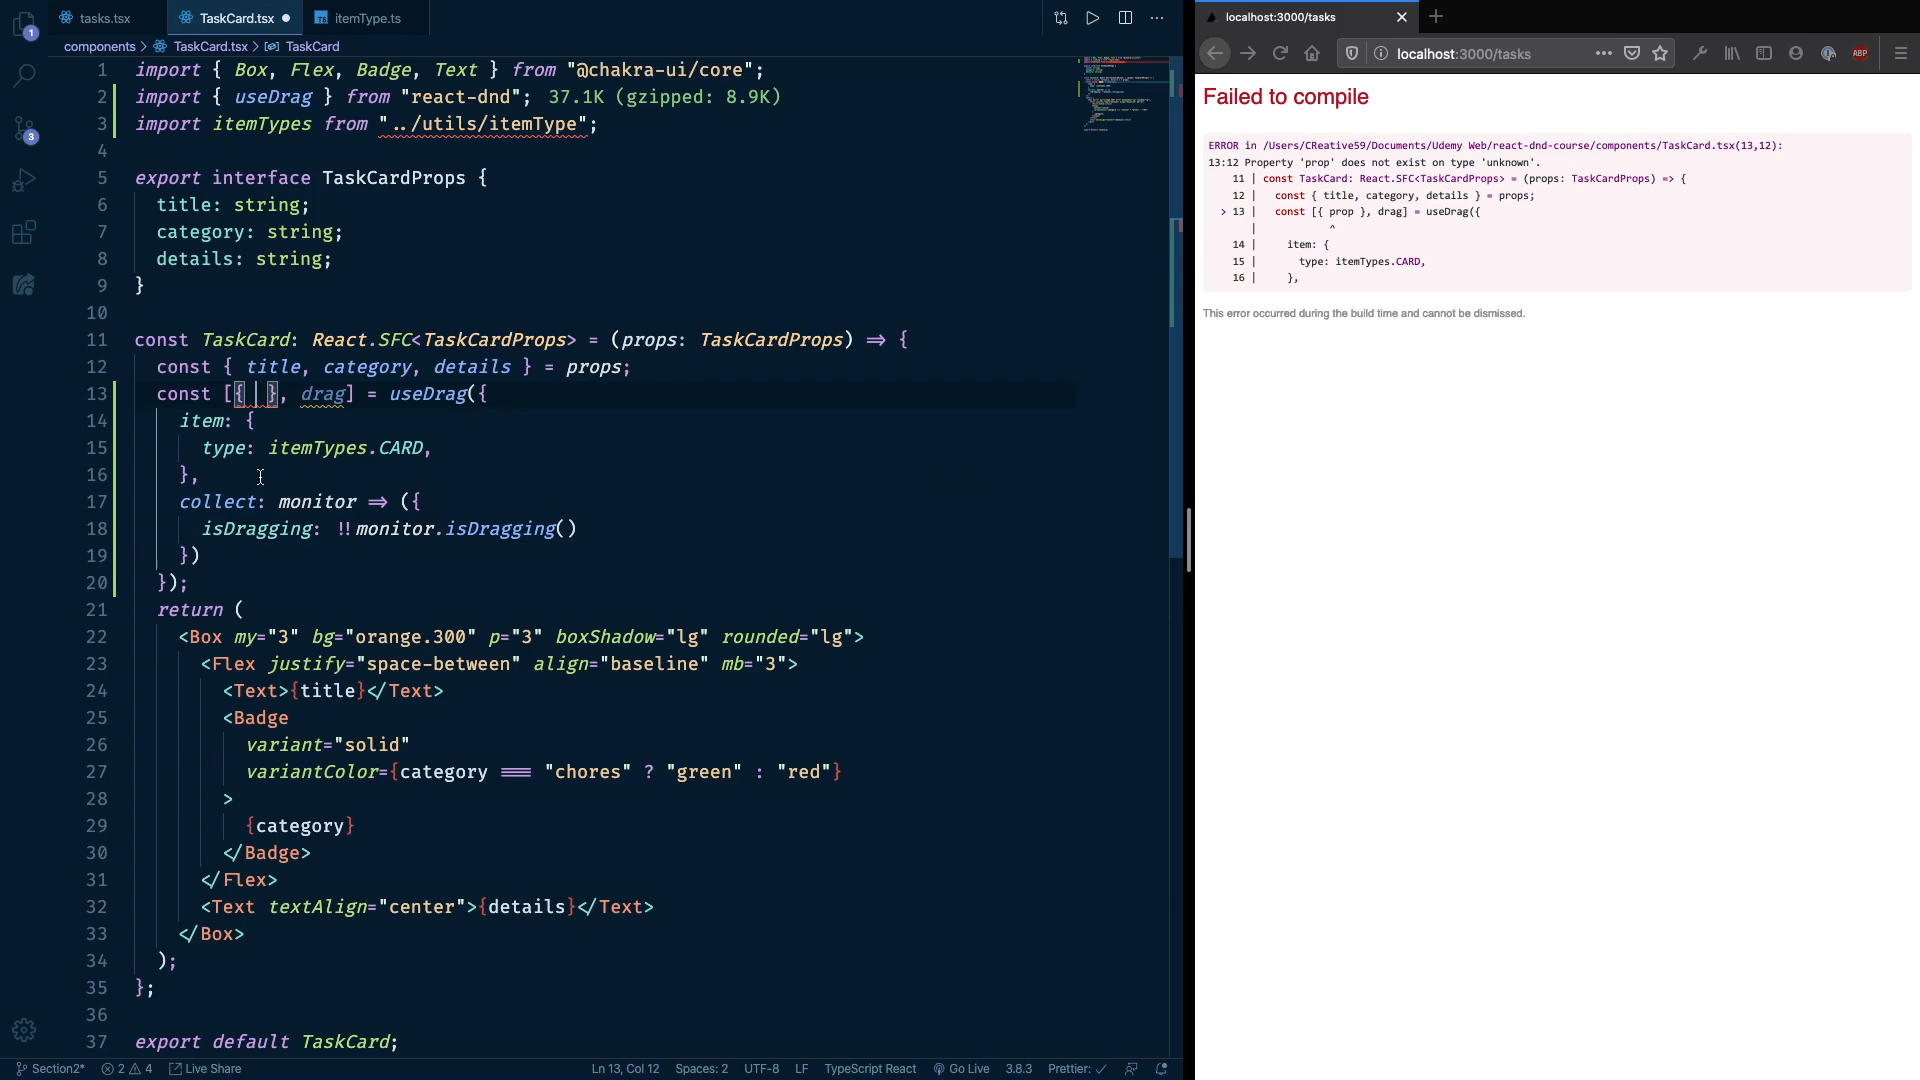 tasks.tsx
TaskCard.tsx
itemType.ts
components > TaskCard.tsx > TaskCard
1 import { Box, Flex, Badge, Text } from "@chakra-ui/core";
2 import { useDrag } from "react-dnd"; 37.1K (gzipped: 8.9K)
3 import itemTypes from "../utils/itemType";
4
5 export interface TaskCardProps {
6 title: string;
7 category: string;
8 details: string;
9 }
10
11 const TaskCard: React.SFC<TaskCardProps> = (props: TaskCardProps) => {
12 const { title, category, details } = props;
13 const [{ }, drag] = useDrag({
14 item: {
15 type: itemTypes.CARD,
16 },
17 collect: monitor => ({
18 isDragging: !!monitor.isDragging()
19 })
20 });
21 return (
22 <Box my="3" bg="orange.300" p="3" boxShadow="lg" rounded="lg">
23 <Flex justify="space-between" align="baseline" mb="3">
24 <Text>{title}</Text>
25 <Badge
26 variant="solid"
27 variantColor={category === "chores" ? "green" : "red"}
28 >
29 {category}
30 </Badge>
31 </Flex>
32 <Text textAlign="center">{details}</Text>
33 </Box>
34 );
35 };
36
37 export default TaskCard;
1
3
Section2* 2 4 Live Share Ln 13, Col 12 Spaces: 2 UTF-8 LF TypeScript React Go Live 3.8.3 Prettier: ✓
localhost:3000/tasks
localhost:3000/tasks
ABP
Failed to compile
ERROR in /Users/CReative59/Documents/Udemy Web/react-dnd-course/components/TaskCard.tsx(13,12):
13:12 Property 'prop' does not exist on type 'unknown'.
11 | const TaskCard: React.SFC<TaskCardProps> = (props: TaskCardProps) => {
12 | const { title, category, details } = props;
> 13 | const [{ prop }, drag] = useDrag({
| ^
14 | item: {
15 | type: itemTypes.CARD,
16 | },
This error occurred during the build time and cannot be dismissed.